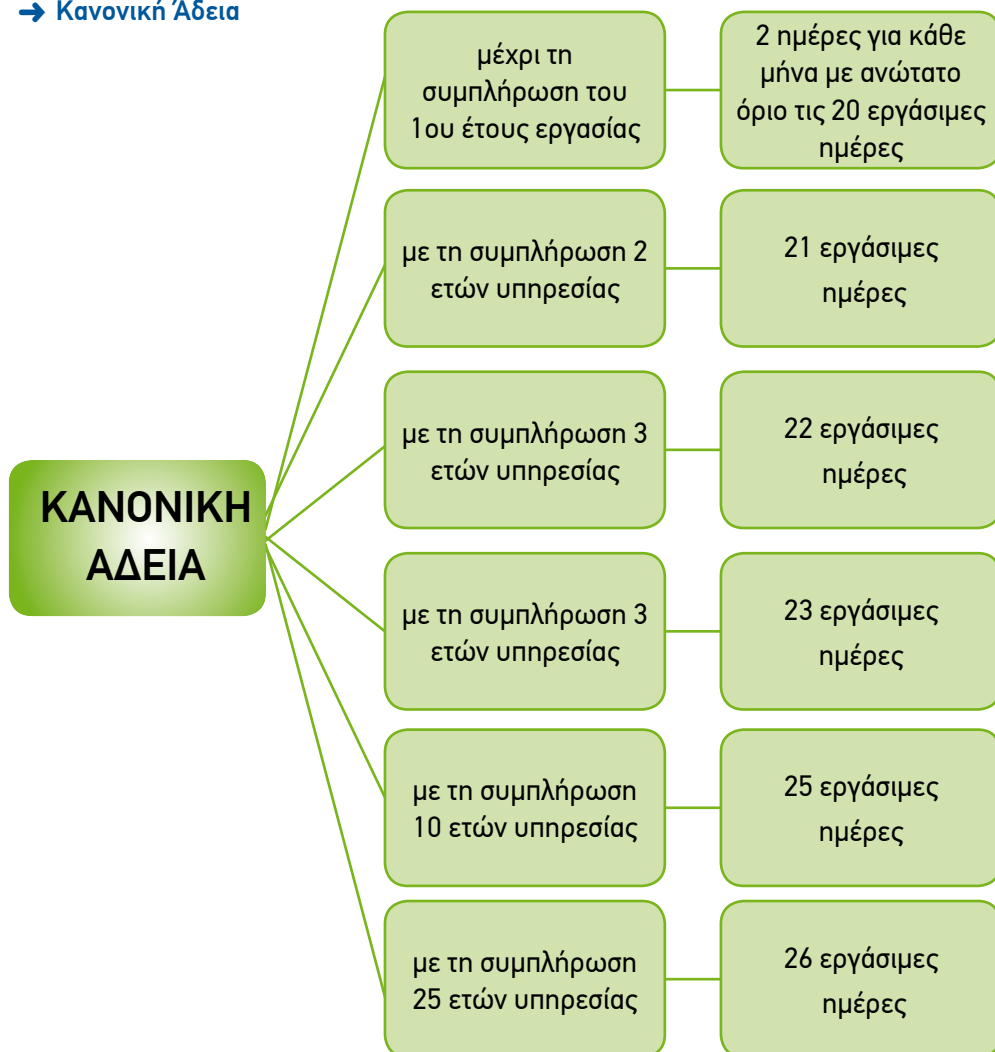 → Κανονική Άδεια
μέχρι τη
συμπλήρωση του
1ου έτους εργασίας
2 ημέρες για κάθε
μήνα με ανώτατο
όριο τις 20 εργάσιμες
ημέρες
με τη συμπλήρωση 2
ετών υπηρεσίας
21 εργάσιμες
ημέρες
με τη συμπλήρωση 3
ετών υπηρεσίας
22 εργάσιμες
ημέρες
ΚΑΝΟΝΙΚΗ
ΑΔΕΙΑ
με τη συμπλήρωση 3
ετών υπηρεσίας
23 εργάσιμες
ημέρες
με τη συμπλήρωση
10 ετών υπηρεσίας
25 εργάσιμες
ημέρες
με τη συμπλήρωση
25 ετών υπηρεσίας
26 εργάσιμες
ημέρες